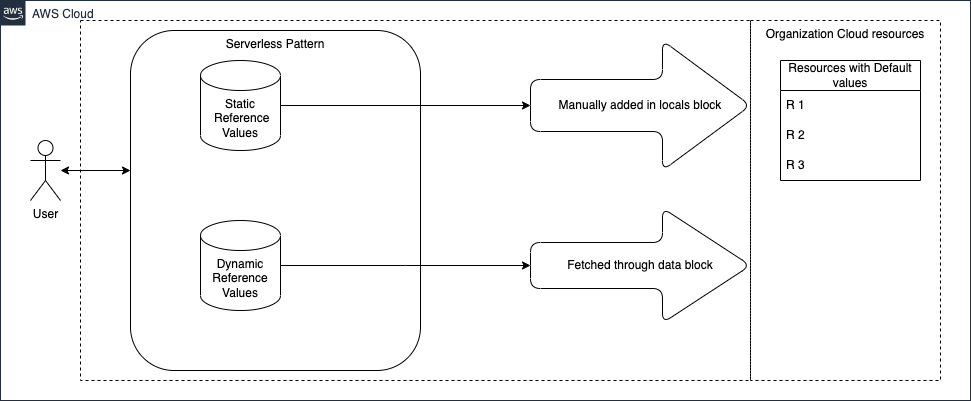 aws
AWS Cloud
Serverless Pattern
Static
Reference
Values
Dynamic
Reference
Values
User
Manually added in locals block
Fetched through data block
Organization Cloud resources
Resources with Default
values
R 1
R 2
R 3